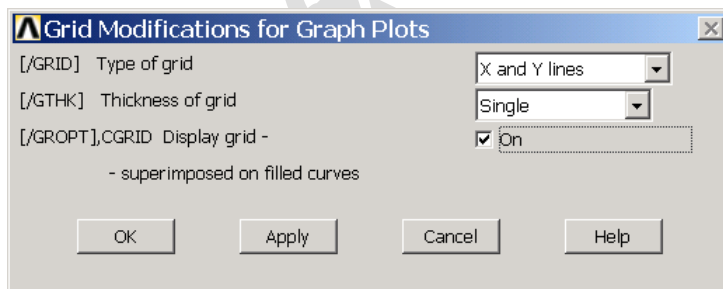 Grid Modifications for Graph Plots
[/GRID] Type of grid
X and Y lines
[/GTHK] Thickness of grid
Single
[/GROPT],CGRID Display grid -
On
- superimposed on filled curves
OK Apply Cancel Help